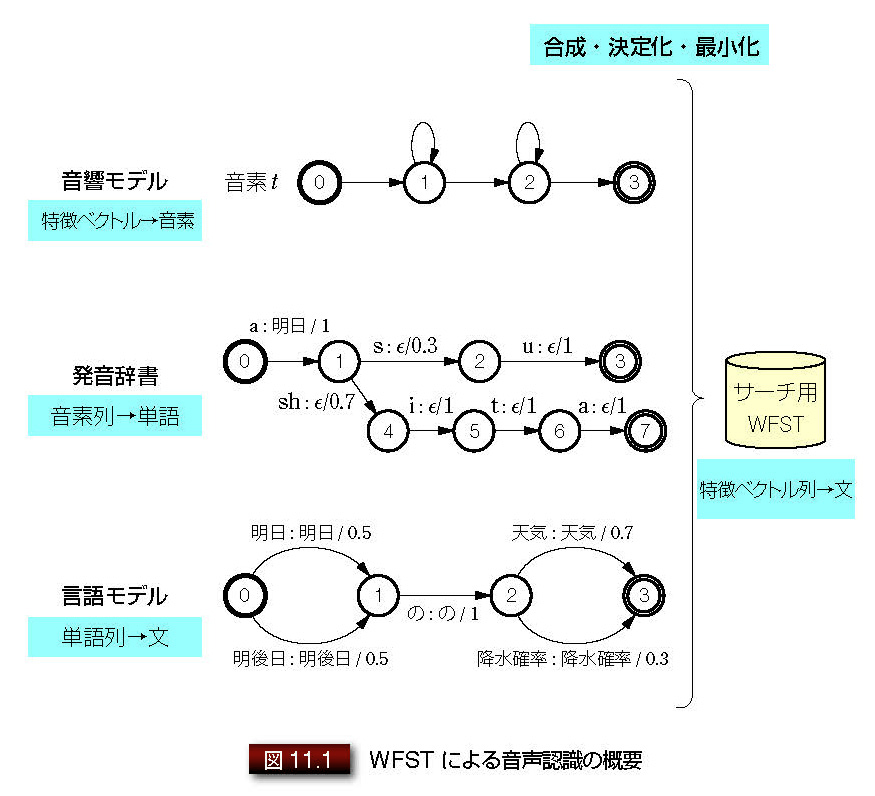 合成・決定化・最小化
音響モデル
特徴ベクトル→音素
音素 t
0
1
2
3
発音辞書
音素列→単語
a : 明日 / 1
s : ϵ/0.3
u : ϵ/1
0
1
2
3
sh : ϵ/0.7
i : ϵ/1
t : ϵ/1
a : ϵ/1
4
5
6
7
サーチ用
WFST
特徴ベクトル列→文
言語モデル
単語列→文
明日 : 明日 / 0.5
天気 : 天気 / 0.7
0
1
2
3
の : の / 1
明後日 : 明後日 / 0.5
降水確率 : 降水確率 / 0.3
図 11.1 WFST による音声認識の概要